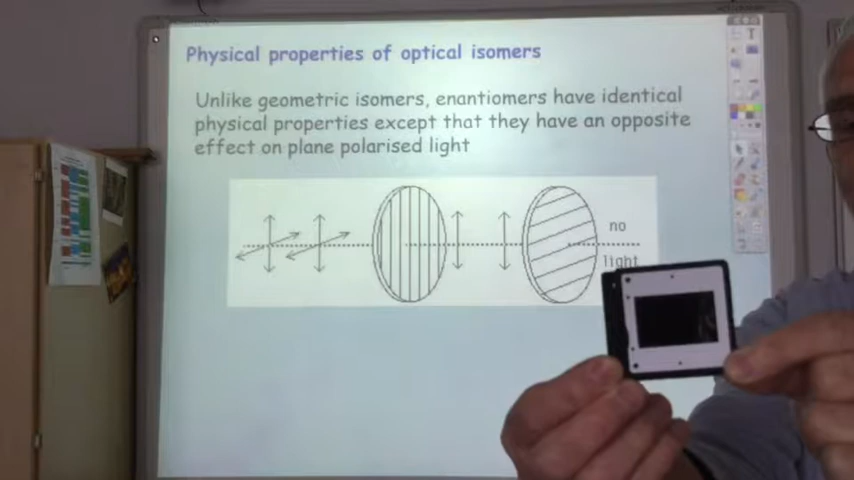 Physical properties of optical isomers
Unlike geometric isomers, enantiomers have identical
physical properties except that they have an opposite
effect on plane polarised light
no
light